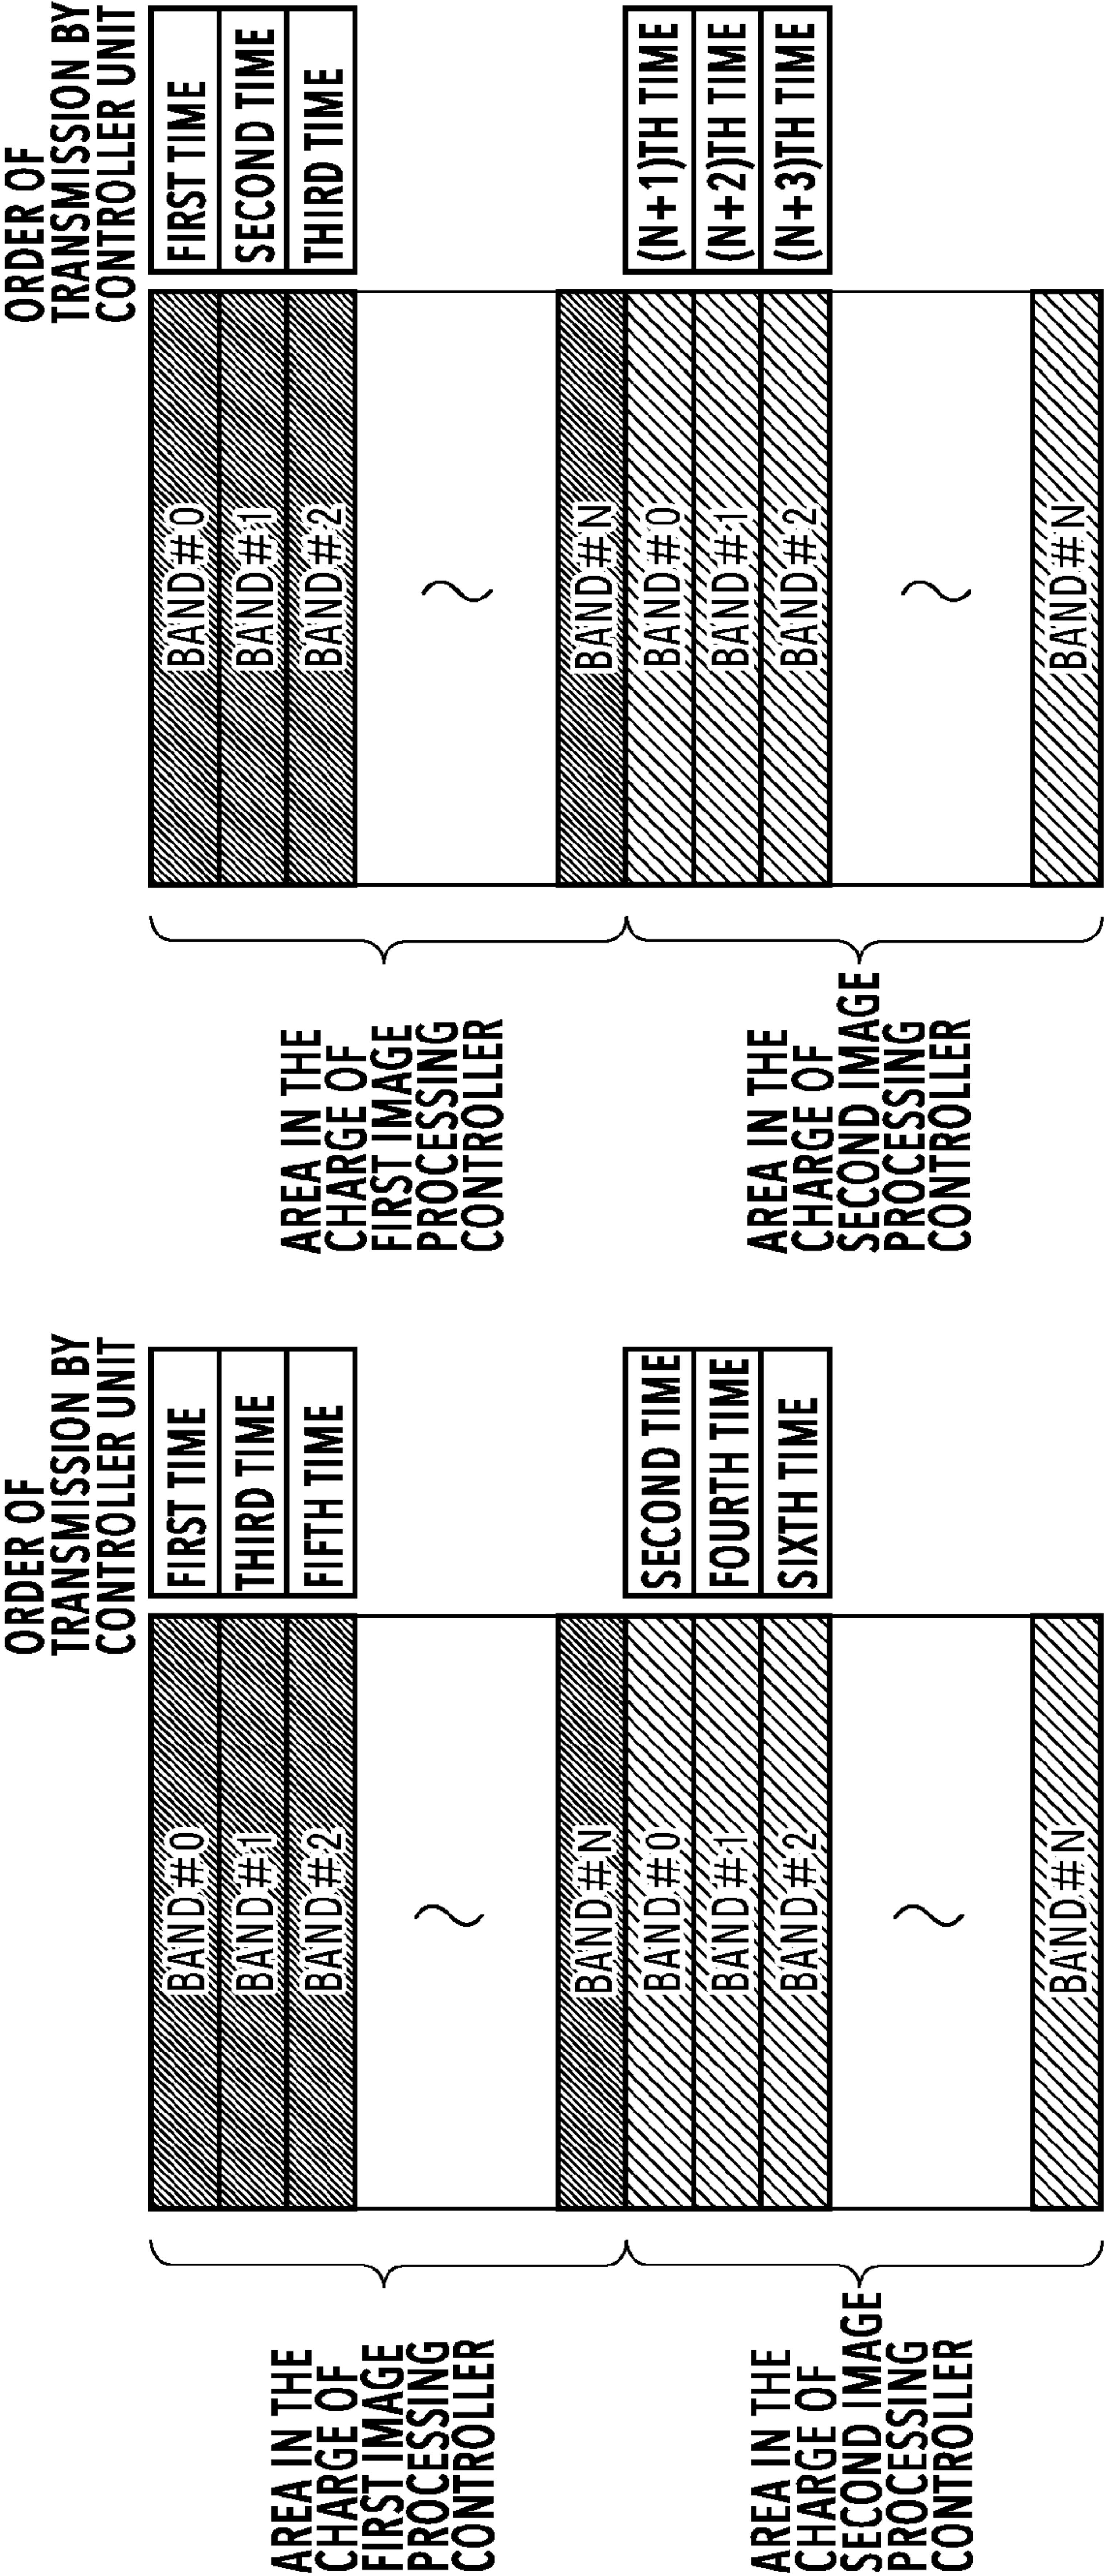 ORDER OF
TRANSMISSION BY
CONTROLLER UNIT
BAND#0
FIRST TIME
BAND#1
THIRD TIME
BAND#2
FIFTH TIME
AREA IN THE
CHARGE OF
FIRST IMAGE
PROCESSING
CONTROLLER
BAND#N
BAND#0
SECOND TIME
BAND#1
FOURTH TIME
BAND#2
SIXTH TIME
AREA IN THE
CHARGE OF
SECOND IMAGE
PROCESSING
CONTROLLER
BAND#N
ORDER OF
TRANSMISSION BY
CONTROLLER UNIT
BAND#0
FIRST TIME
BAND#1
SECOND TIME
BAND#2
THIRD TIME
AREA IN THE
CHARGE OF
FIRST IMAGE
PROCESSING
CONTROLLER
BAND#N
BAND#0
(N+1)TH TIME
BAND#1
(N+2)TH TIME
BAND#2
(N+3)TH TIME
AREA IN THE
CHARGE OF
SECOND IMAGE
PROCESSING
CONTROLLER
BAND#N